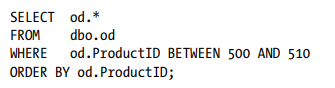 SELECT od.*
FROM dbo.od
WHERE od.ProductID BETWEEN 500 AND 510
ORDER BY od.ProductID;